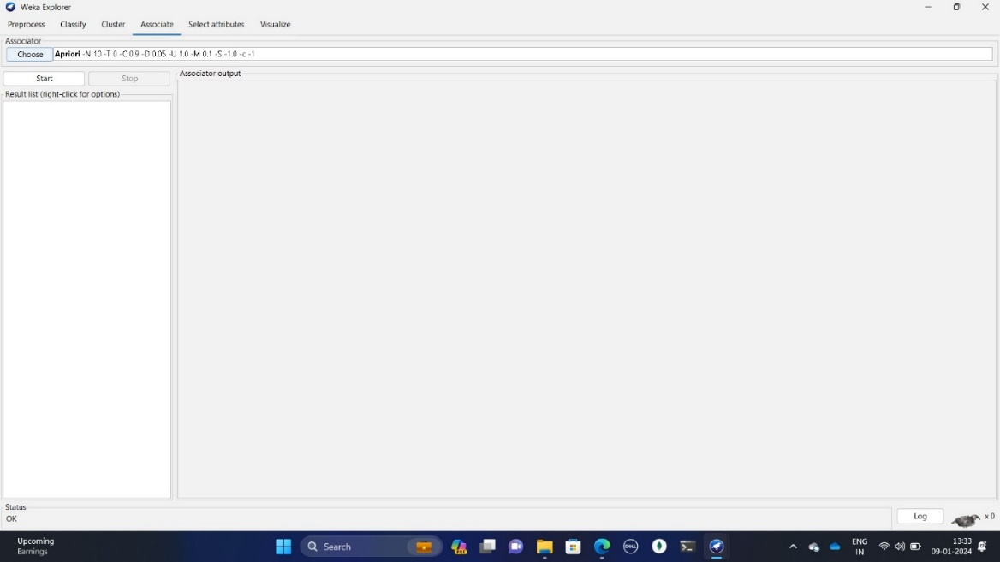 Weka Explorer
Preprocess Classify Cluster Associate Select attributes Visualize
Associator
Choose Apriori -N 10 -T 0 -C 0.9 -D 0.05 -U 1.0 -M 0.1 -S -1.0 -c -1
Start Stop
Associator output
Result list (right-click for options)
Status
OK
Log
x 0
Upcoming
Earnings
Search
PRE
DELL
ENG
IN
13:33
09-01-2024